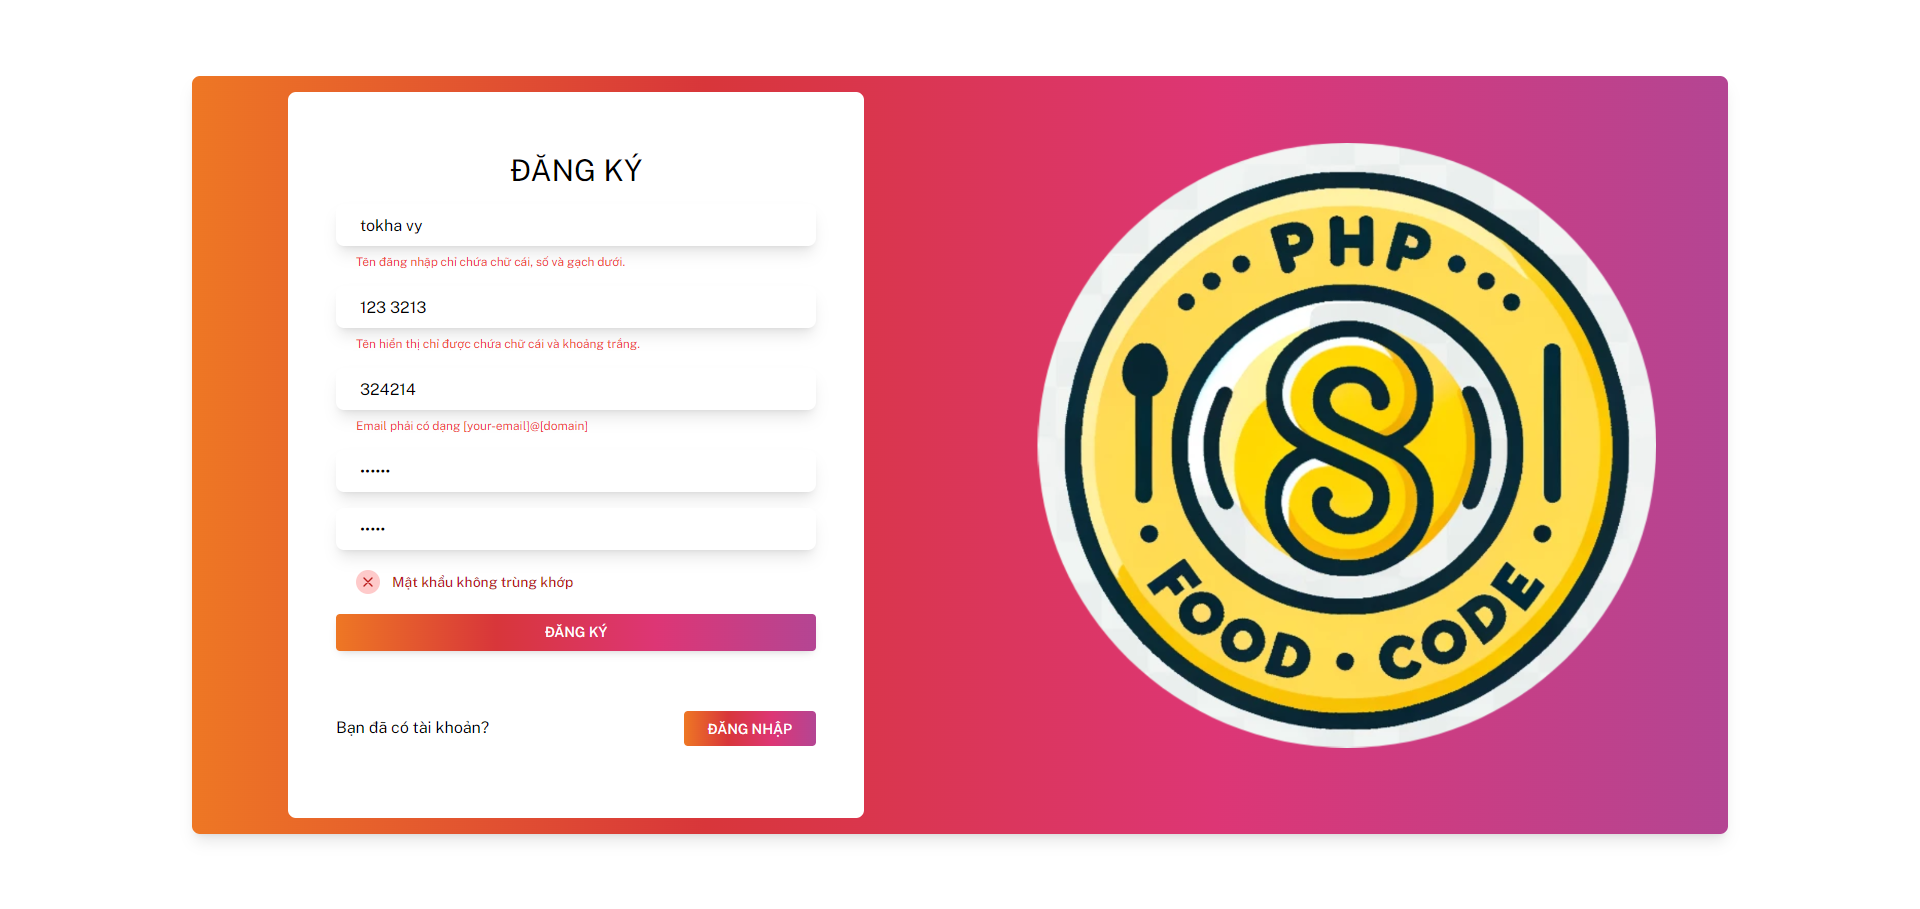 ĐĂNG KÝ
tokha vy
Tên đăng nhập chỉ chứa chữ cái, số và gạch dưới.
123 3213
Tên hiển thị chỉ được chứa chữ cái và khoảng trắng.
324214
Email phải có dạng [your-email]@[domain]
••••••
•••••
Mật khẩu không trùng khớp
ĐĂNG KÝ
Bạn đã có tài khoản?
ĐĂNG NHẬP
PHP
8
FOOD • CODE